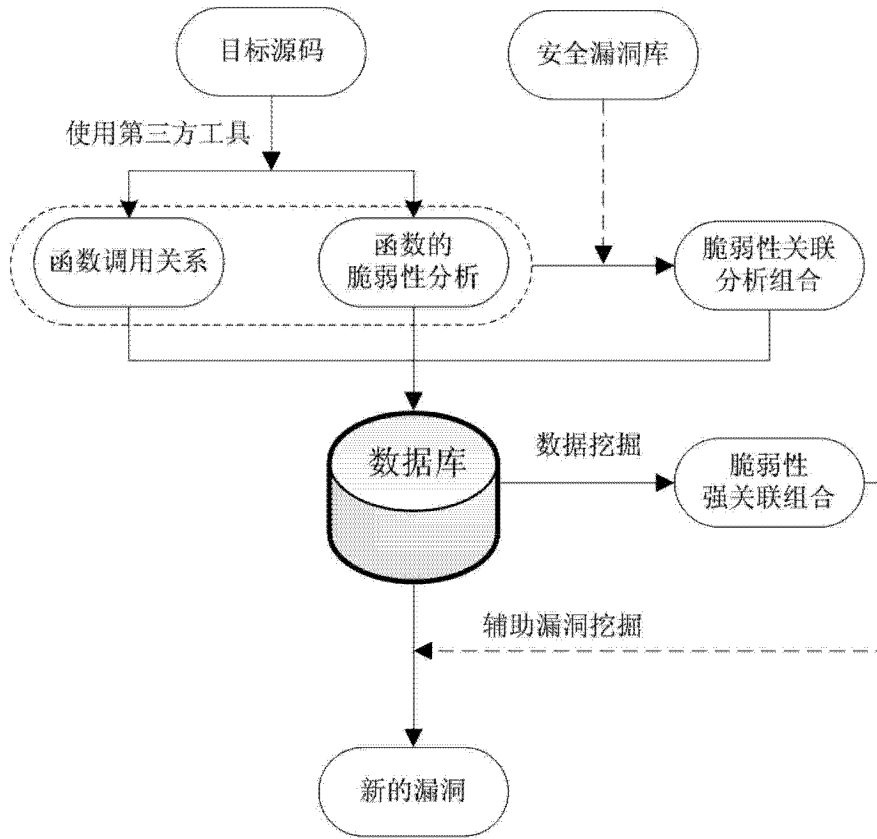 目标源码
安全漏洞库
使用第三方工具
函数调用关系
函数的
脆弱性分析
脆弱性关联
分析组合
数据库
数据挖掘
脆弱性
强关联组合
辅助漏洞挖掘
新的漏洞